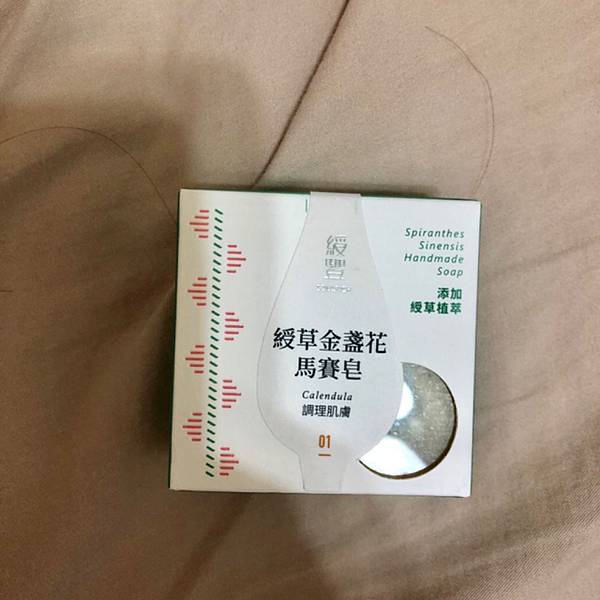 綬
Spiranthes
Sinensis
Handmade
Soap
添加
綬草植萃
綬草金盞花
馬賽皂
Calendula
調理肌膚
01